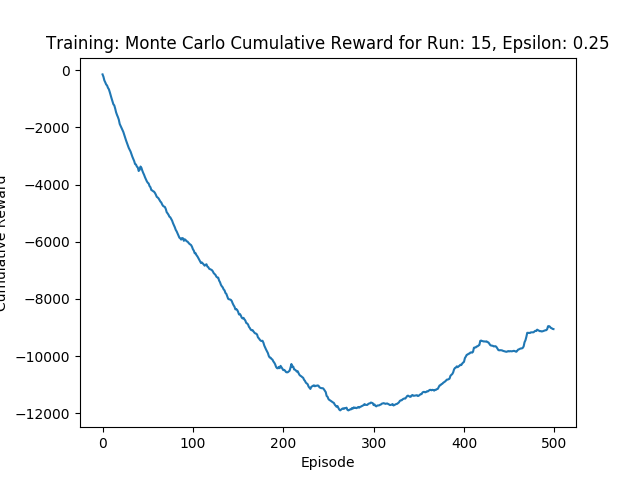 Training: Monte Carlo Cumulative Reward for Run: 15, Epsilon: 0.25
0
−2000
−4000
−6000
−8000
−10000
−12000
Cumulative Reward
0 100 200 300 400 500
Episode